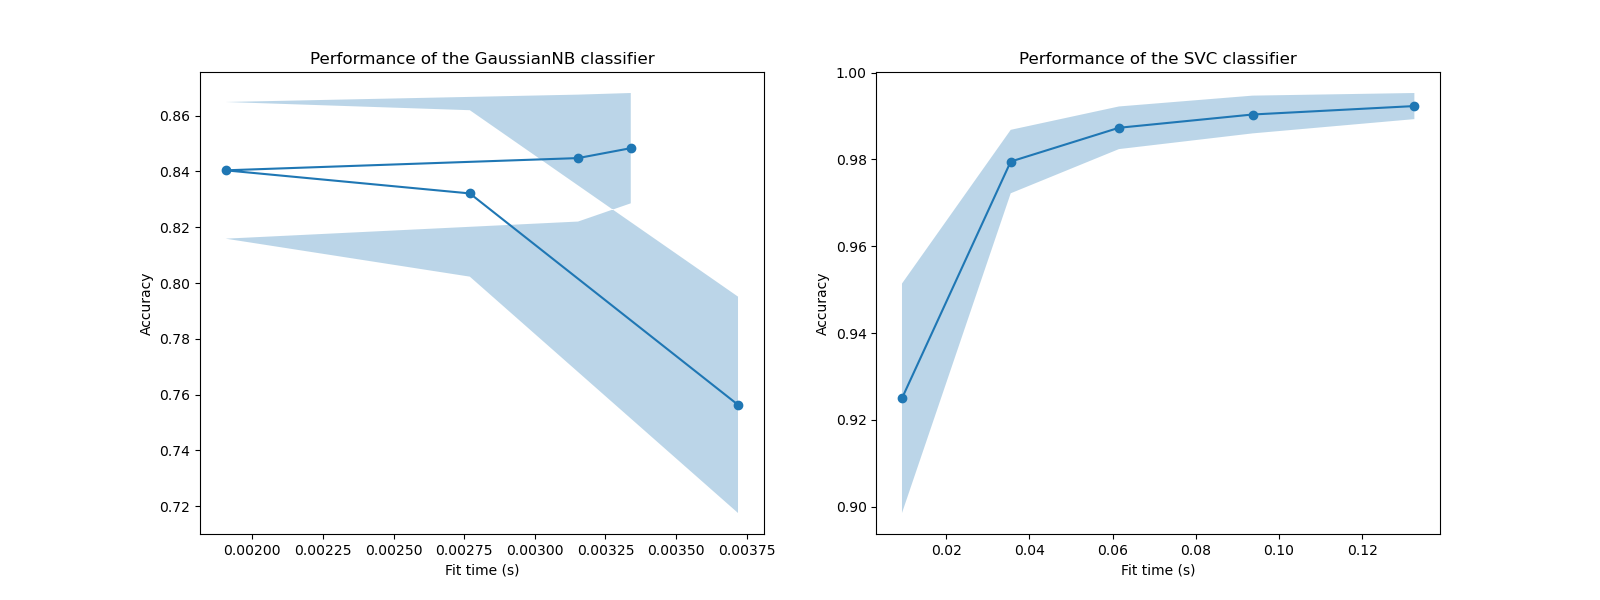 Performance of the GaussianNB classifier
Accuracy
0.86
0.84
0.82
0.80
0.78
0.76
0.74
0.72
0.00200 0.00225 0.00250 0.00275 0.00300 0.00325 0.00350 0.00375
Fit time (s)
Performance of the SVC classifier
Accuracy
1.00
0.98
0.96
0.94
0.92
0.90
0.02 0.04 0.06 0.08 0.10 0.12
Fit time (s)